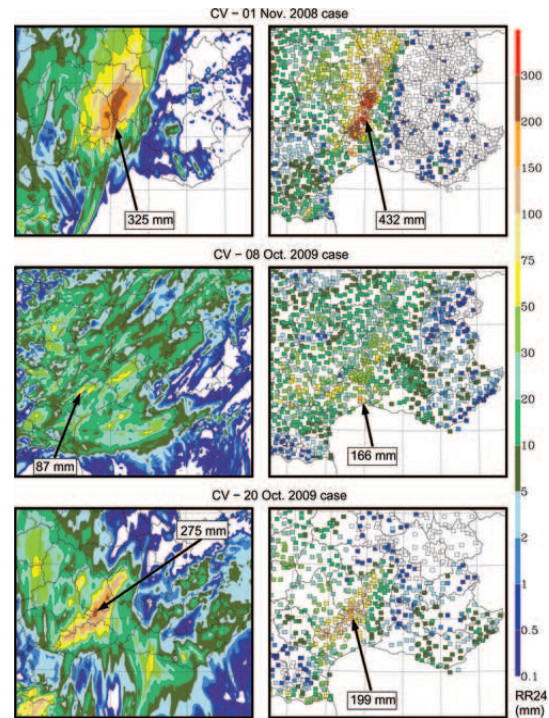 CV – 01 Nov. 2008 case
325 mm
432 mm
CV – 08 Oct. 2009 case
87 mm
166 mm
CV – 20 Oct. 2009 case
275 mm
199 mm
300
200
150
100
75
50
30
20
10
5
2
1
0.5
0.1
RR24
(mm)